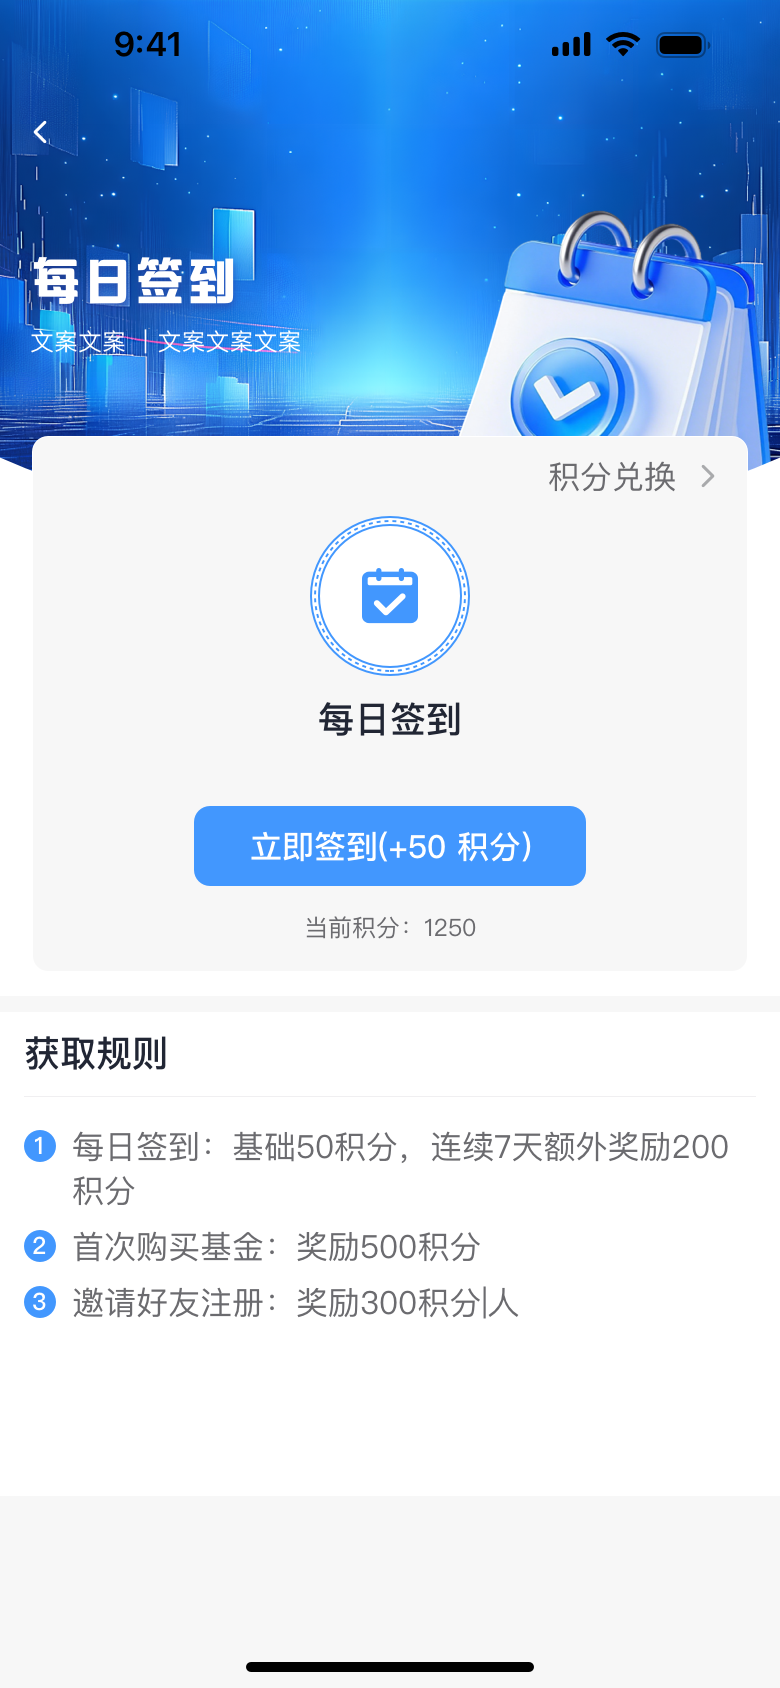 9:41
每日签到
文案文案 | 文案文案文案
积分兑换
每日签到
立即签到(+50 积分)
当前积分：1250
获取规则
1 每日签到：基础50积分，连续7天额外奖励200
积分
2 首次购买基金：奖励500积分
3 邀请好友注册：奖励300积分|人